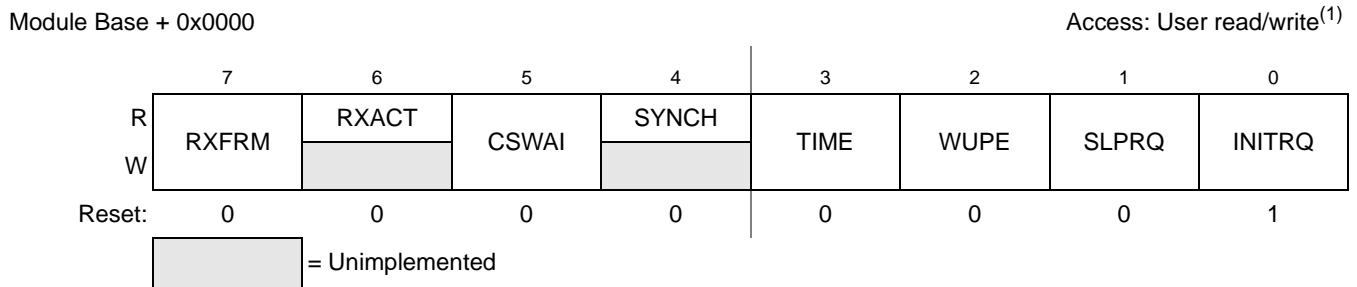 Module Base + 0x0000 Access: User read/write(1)
7 6 5 4 3 2 1 0
R RXFRM RXACT CSWAI SYNCH TIME WUPE SLPRQ INITRQ
W
Reset: 0 0 0 0 0 0 0 1
= Unimplemented